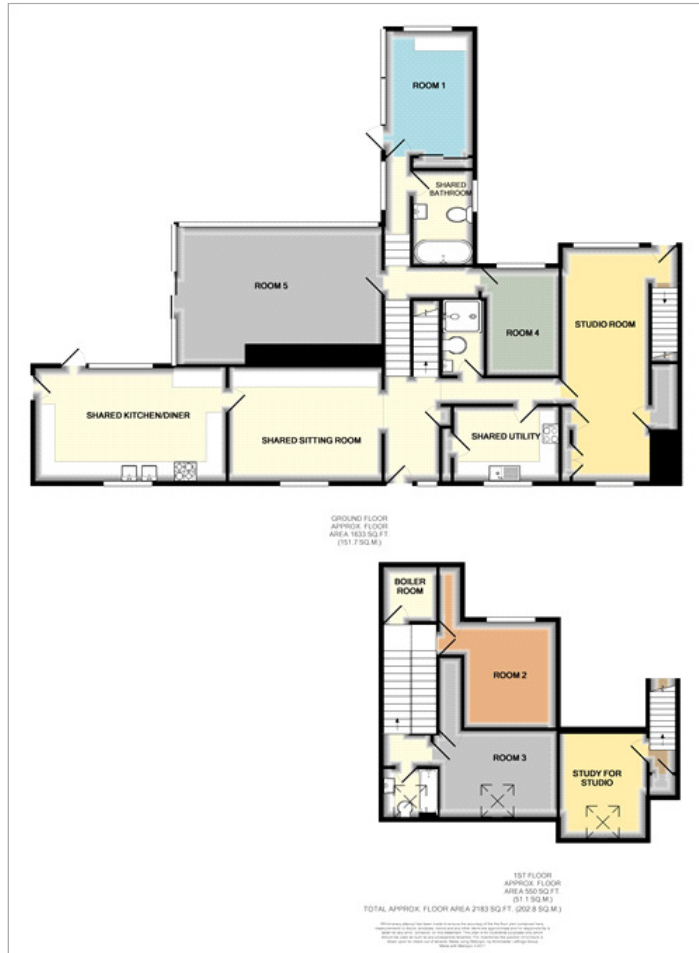 ROOM 1
SHARED
BATHROOM
ROOM 5
ROOM 4
STUDIO ROOM
SHARED KITCHEN/DINER
SHARED SITTING ROOM
SHARED UTILITY
GROUND FLOOR
APPROX. FLOOR
AREA 1633 SQ.FT.
(151.7 SQ.M.)
BOILER
ROOM
ROOM 2
ROOM 3
STUDY FOR
STUDIO
1ST FLOOR
APPROX. FLOOR
AREA 550 SQ.FT.
(51.1 SQ.M.)
TOTAL APPROX. FLOOR AREA 2183 SQ.FT. (202.8 SQ.M.)